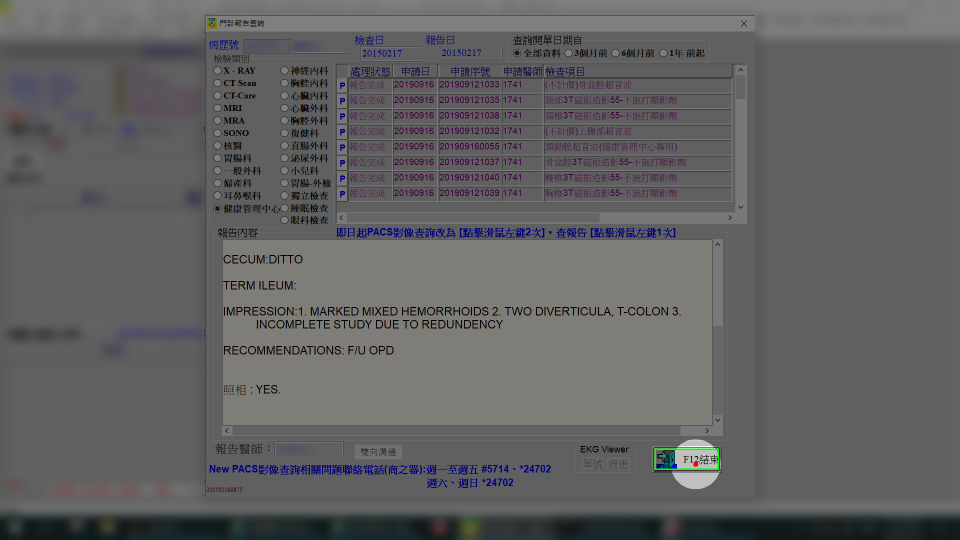 門診報告查詢
病歷號
檢查日
20150217
報告日
20150217
查詢開單日期自
全部資料 3個月前 6個月前 1年 前起
檢驗類別
X - RAY
CT Scan
CT-Care
MRI
MRA
SONO
核醫
胃腸科
一般外科
婦產科
耳鼻喉科
健康管理中心
神經內科
胸腔內科
心臟內科
心臟外科
胸腔外科
復健科
直腸外科
泌尿外科
小兒科
胃腸-外檢
獨立檢查
睡眠檢查
眼科檢查
處理狀態 申請日 申請序號 申請醫師 檢查項目
P 報告完成 20190916 201909121033 1741 (不計價)骨盆腔超音波
P 報告完成 20190916 201909121035 1741 頭部3T磁振造影55-不施打顯影劑
P 報告完成 20190916 201909121038 1741 頸椎3T磁振造影55-不施打顯影劑
P 報告完成 20190916 201909121032 1741 (不計價)上腹部超音波
P 報告完成 20190916 201909160055 1741 頸動脈超音波(健康管理中心專用)
P 報告完成 20190916 201909121037 1741 骨盆腔3T磁振造影55-不施打顯影劑
P 報告完成 20190916 201909121040 1741 腰椎3T磁振造影55-不施打顯影劑
P 報告完成 20190916 201909121039 1741 胸椎3T磁振造影55-不施打顯影劑
報告內容
即日起PACS影像查詢改為 [點擊滑鼠左鍵2次]，查報告 [點擊滑鼠左鍵1次]
CECUM:DITTO
TERM ILEUM:
IMPRESSION:1. MARKED MIXED HEMORRHOIDS 2. TWO DIVERTICULA, T-COLON 3.
INCOMPLETE STUDY DUE TO REDUNDENCY
RECOMMENDATIONS: F/U OPD
照相 : YES.
報告醫師：
雙向溝通
EKG Viewer
單號 病患
F12結束
New PACS影像查詢相關問題聯絡電話(商之器):週一至週五 #5714、*24702
週六、週日 *24702
201502160875